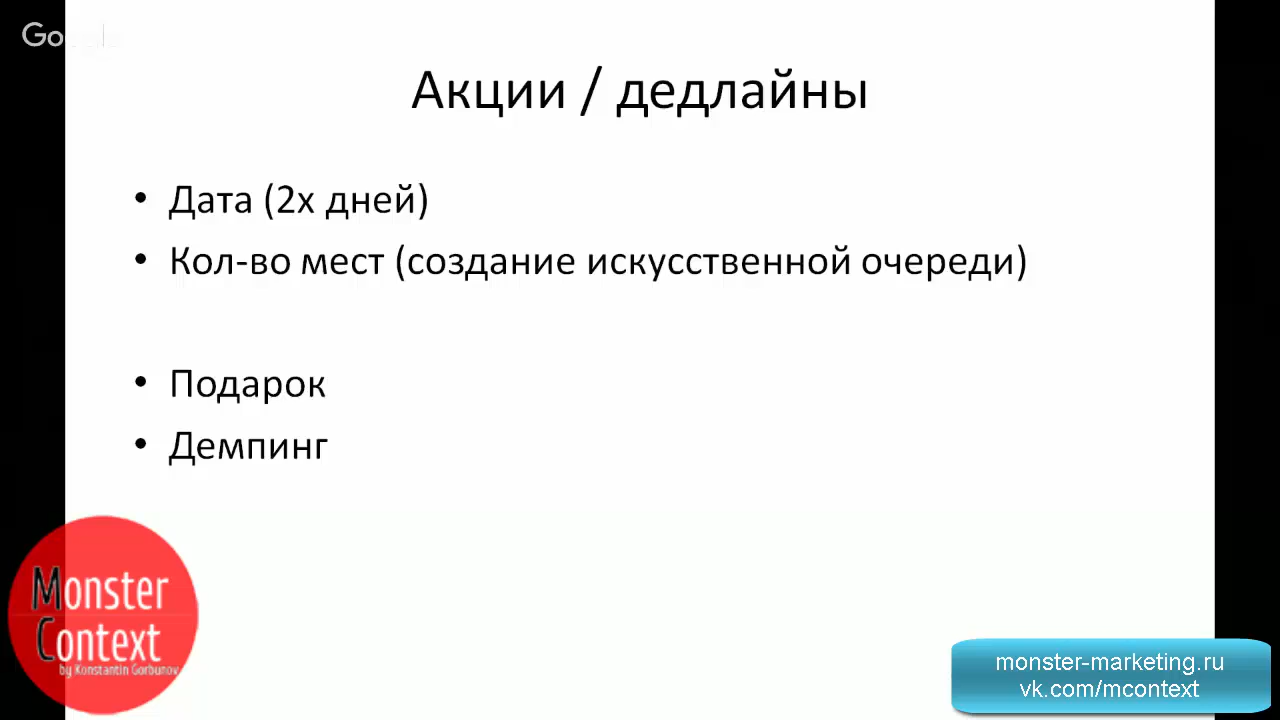 Google
Акции / дедлайны
• Дата (2х дней)
• Кол-во мест (создание искусственной очереди)
• Подарок
• Демпинг
Monster
Context
by Konstantin Gorbunov
monster-marketing.ru
vk.com/mcontext